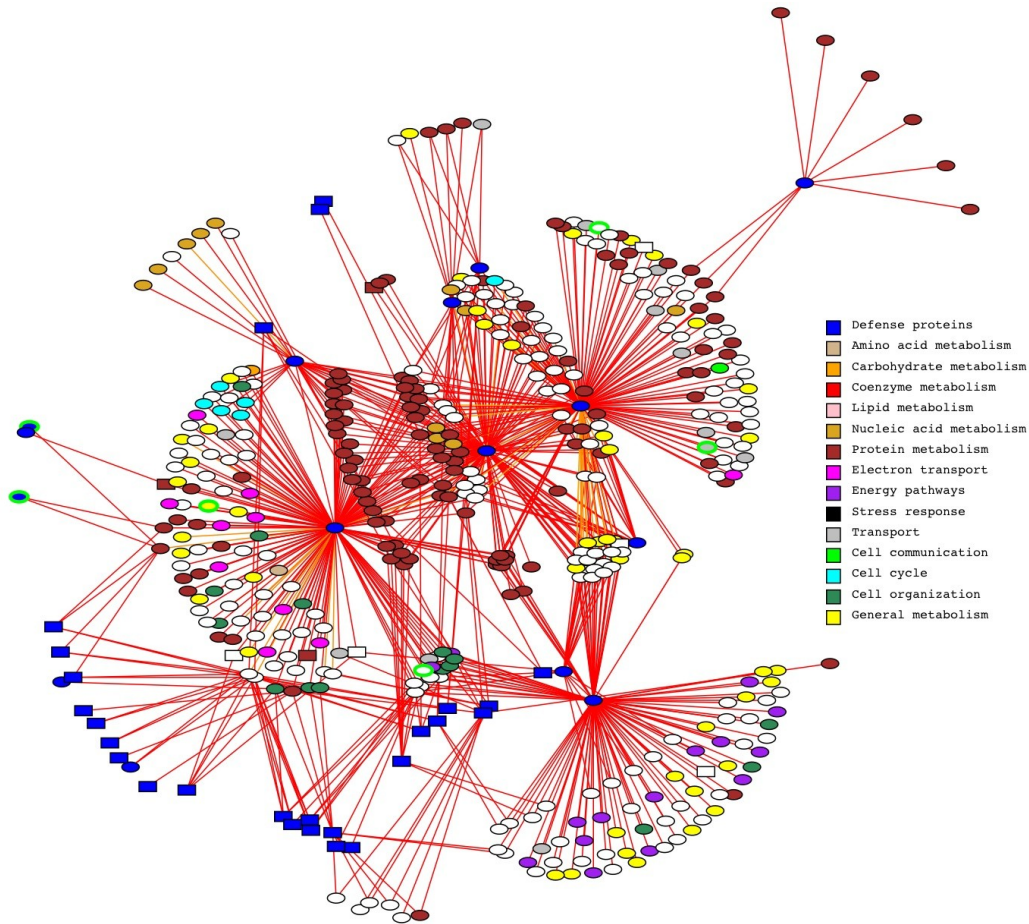 Defense proteins
Amino acid metabolism
Carbohydrate metabolism
Coenzyme metabolism
Lipid metabolism
Nucleic acid metabolism
Protein metabolism
Electron transport
Energy pathways
Stress response
Transport
Cell communication
Cell cycle
Cell organization
General metabolism